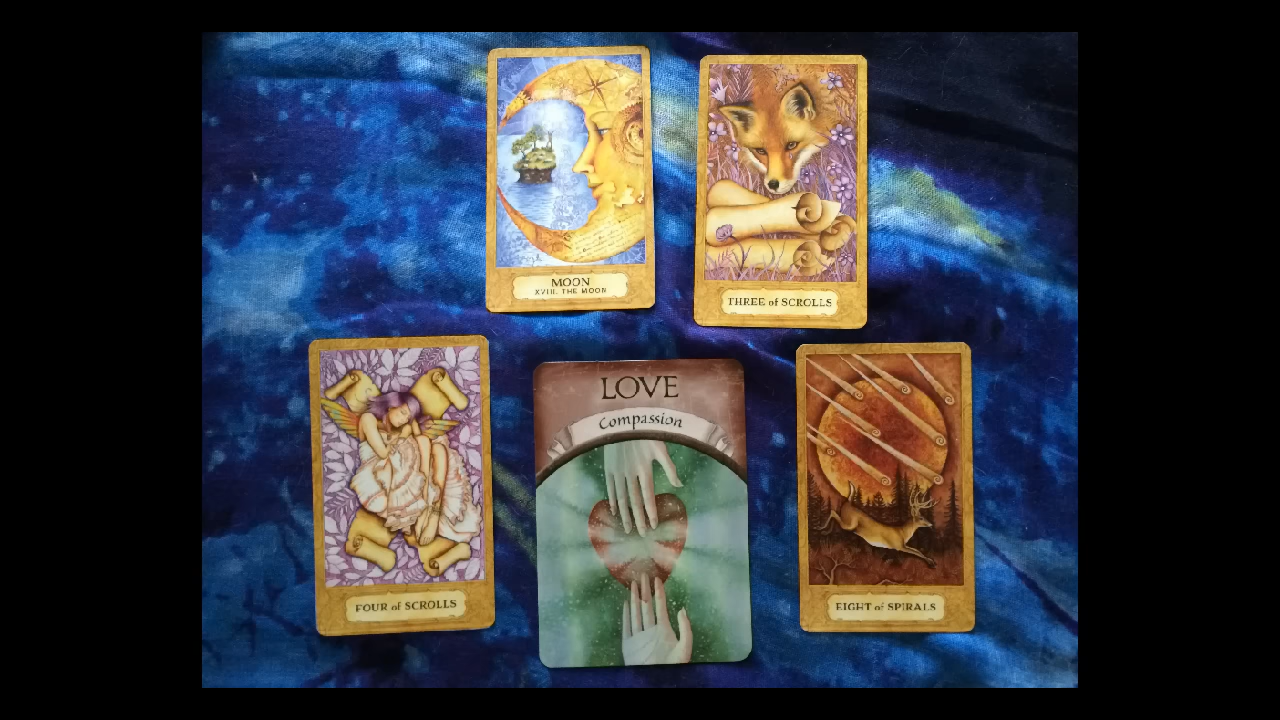 MOON
XVIII. THE MOON
THREE of SCROLLS
FOUR of SCROLLS
LOVE
Compassion
EIGHT of SPIRALS